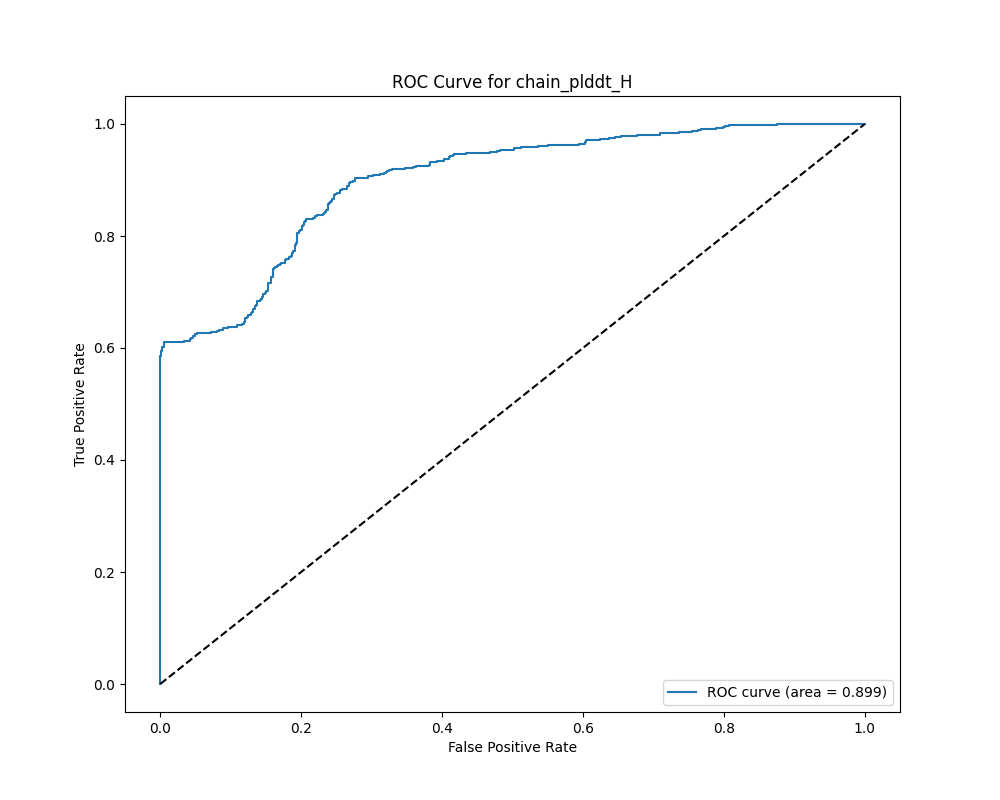 ROC Curve for chain_plddt_H
True Positive Rate
1.0
0.8
0.6
0.4
0.2
0.0
0.0 0.2 0.4 0.6 0.8 1.0
False Positive Rate
ROC curve (area = 0.899)